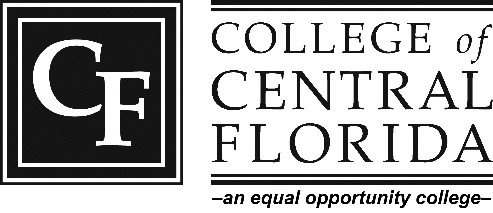 CF
COLLEGE of
CENTRAL
FLORIDA
–an equal opportunity college–